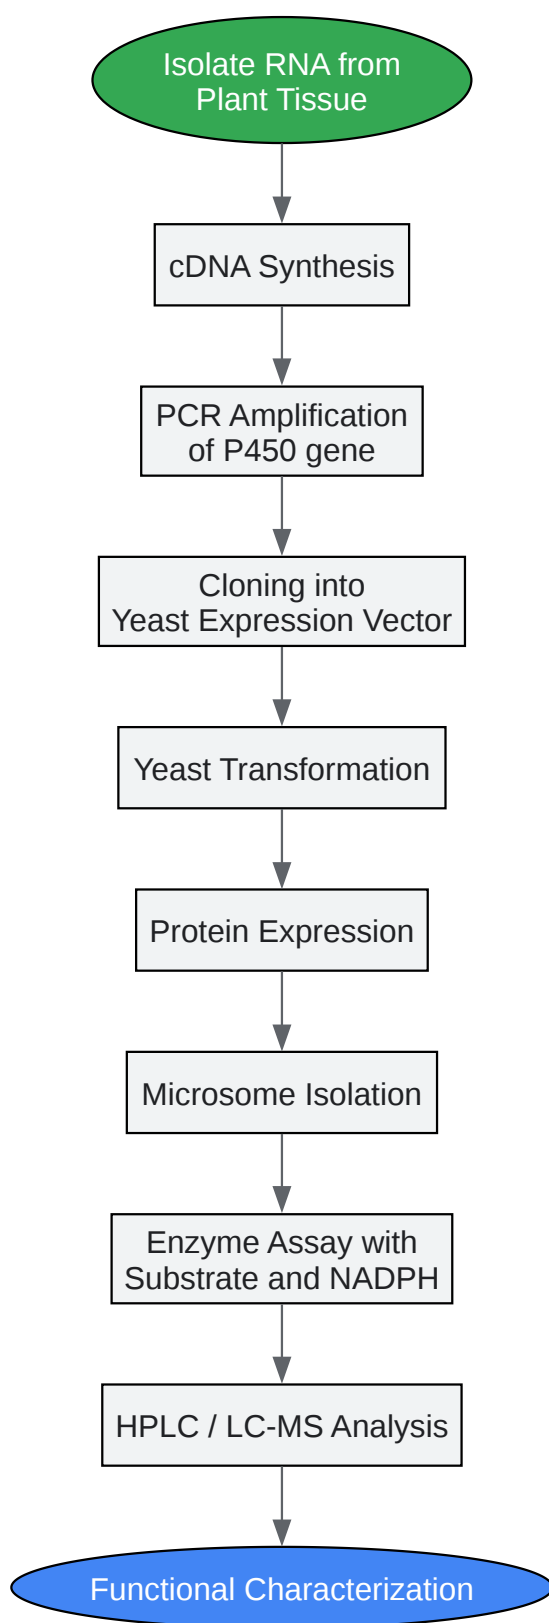 Isolate RNA from
Plant Tissue
cDNA Synthesis
PCR Amplification
of P450 gene
Cloning into
Yeast Expression Vector
Yeast Transformation
Protein Expression
Microsome Isolation
Enzyme Assay with
Substrate and NADPH
HPLC / LC-MS Analysis
Functional Characterization